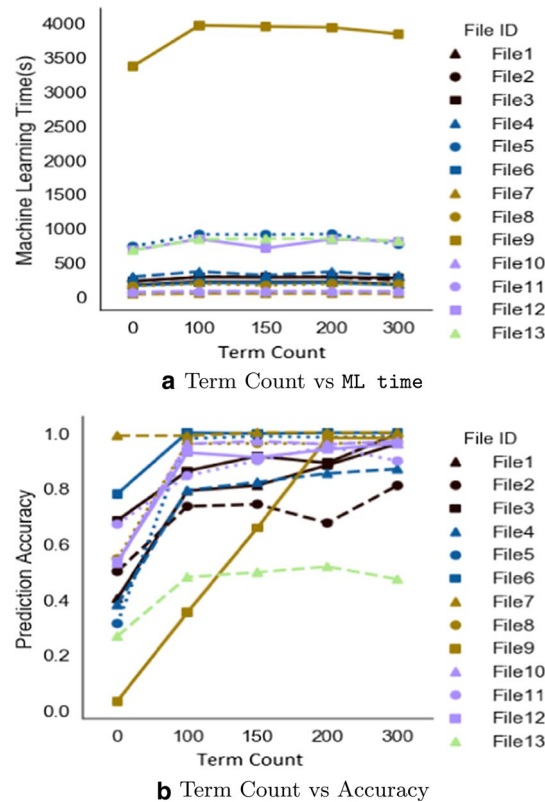 4000
3500
3000
2500
2000
1500
1000
500
0
Machine Learning Time(s)
0 100 150 200 300
Term Count
File ID
File1
File2
File3
File4
File5
File6
File7
File8
File9
File10
File11
File12
File13
a Term Count vs ML time
1.0
0.8
0.6
0.4
0.2
0.0
Prediction Accuracy
0 100 150 200 300
Term Count
File ID
File1
File2
File3
File4
File5
File6
File7
File8
File9
File10
File11
File12
File13
b Term Count vs Accuracy